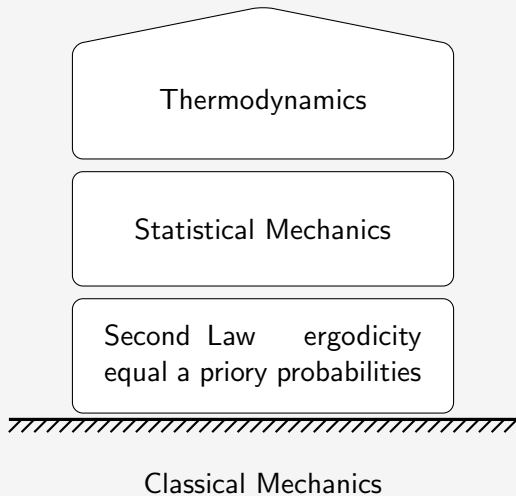 Thermodynamics
Statistical Mechanics
Second Law ergodicity
equal a priory probabilities
Classical Mechanics